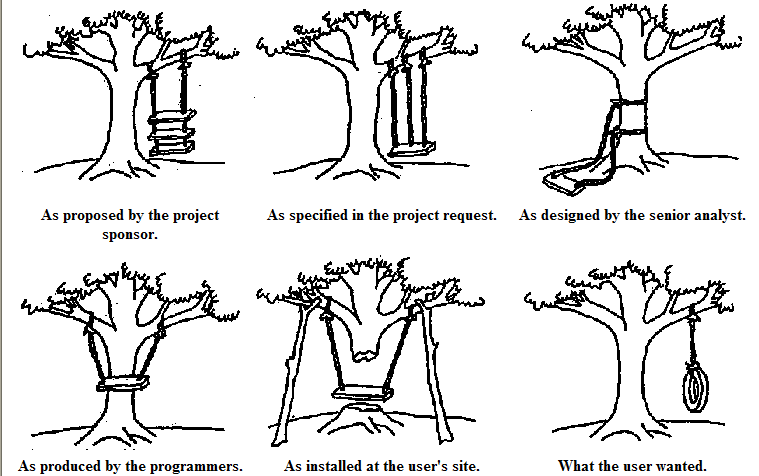 As proposed by the project
sponsor.
As specified in the project request.
As designed by the senior analyst.
As produced by the programmers.
As installed at the user's site.
What the user wanted.